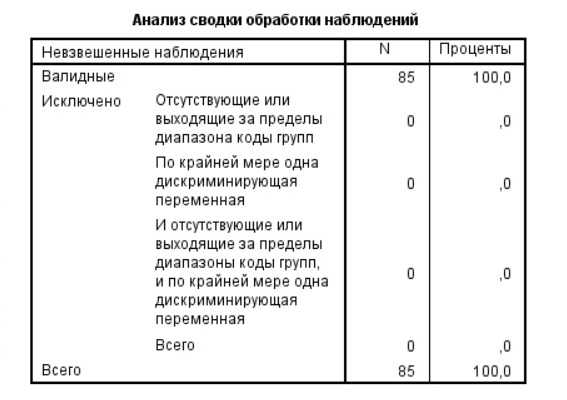 Анализ сводки обработки наблюдений
Невзвешенные наблюдения N Проценты
Валидные 85 100,0
Исключено Отсутствующие или
выходящие за пределы
диапазона коды групп 0 ,0
По крайней мере одна
дискриминирующая 0 ,0
переменная
И отсутствующие или
выходящие за пределы
диапазоны коды групп,
и по крайней мере одна 0 ,0
дискриминирующая
переменная
Всего 0 ,0
Всего 85 100,0